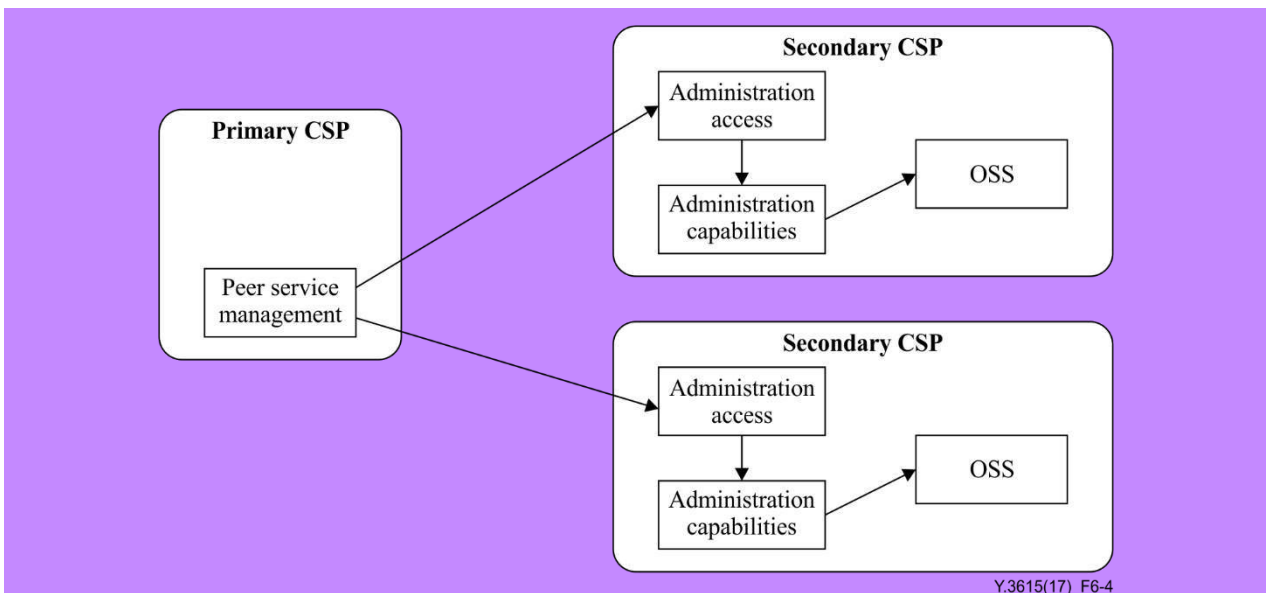 Primary CSP
Peer service
management
Secondary CSP
Administration
access
Administration
capabilities
OSS
Secondary CSP
Administration
access
Administration
capabilities
OSS
Y.3615(17)_F6-4